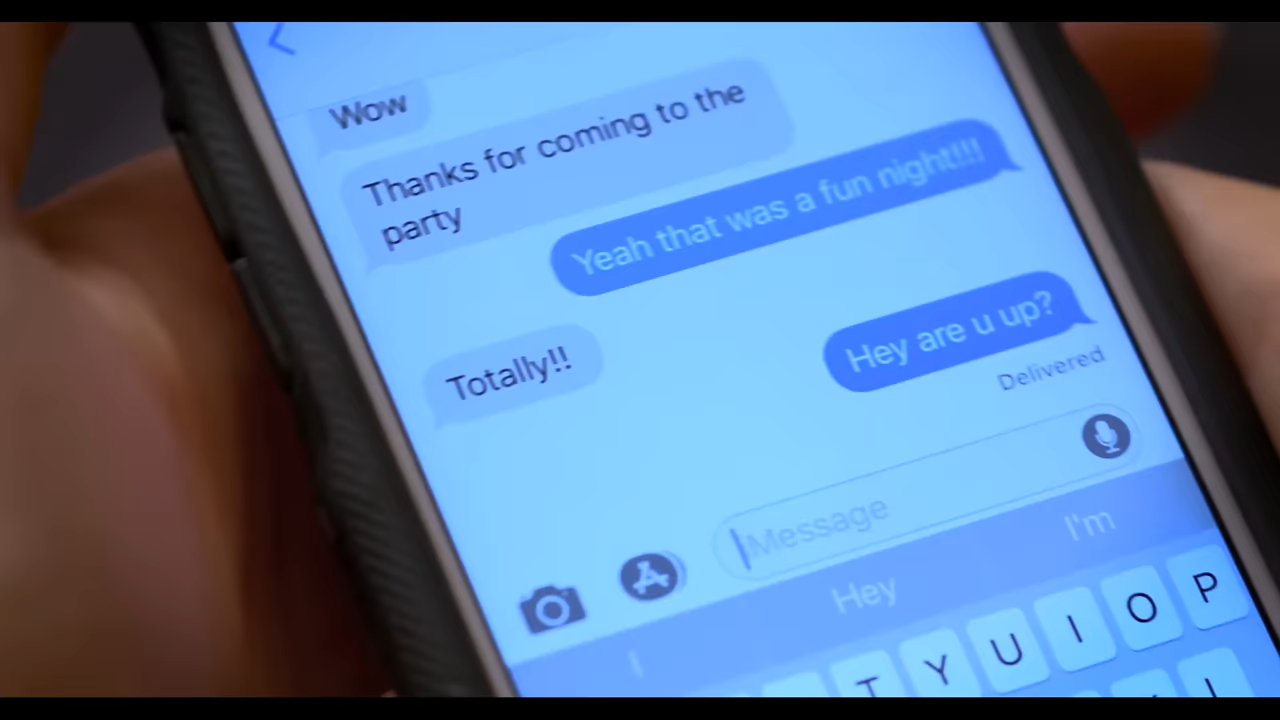 Wow
Thanks for coming to the
party
Yeah that was a fun night!!!
Totally!!
Hey are u up?
Delivered
Message
I
Hey
I'm
T Y U I O P
L